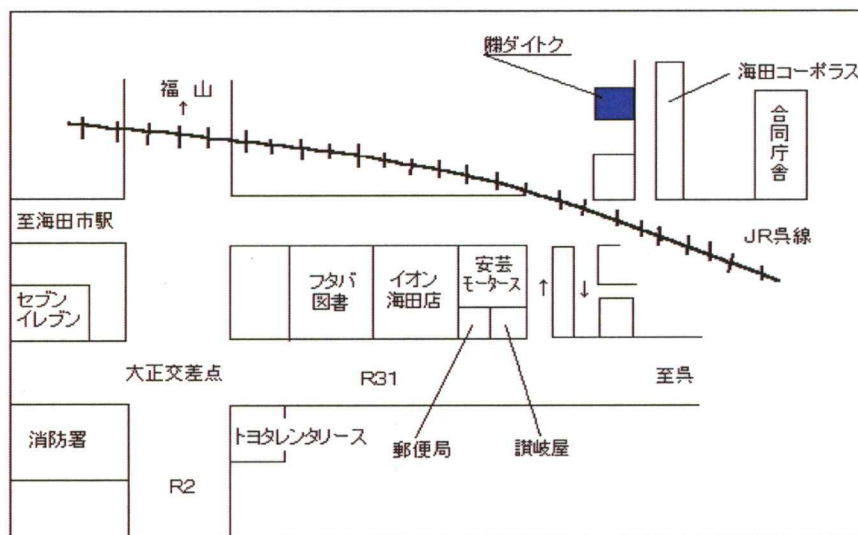 ㈱ダイトク
海田コーポラス
福 山
↑
合同庁舎
至海田市駅
JR呉線
セブン
イレブン
フタバ
図書
イオン
海田店
安芸
モータース
↑
↓
大正交差点
R31
至呉
消防署
トヨタレンタリース
郵便局
讃岐屋
R2